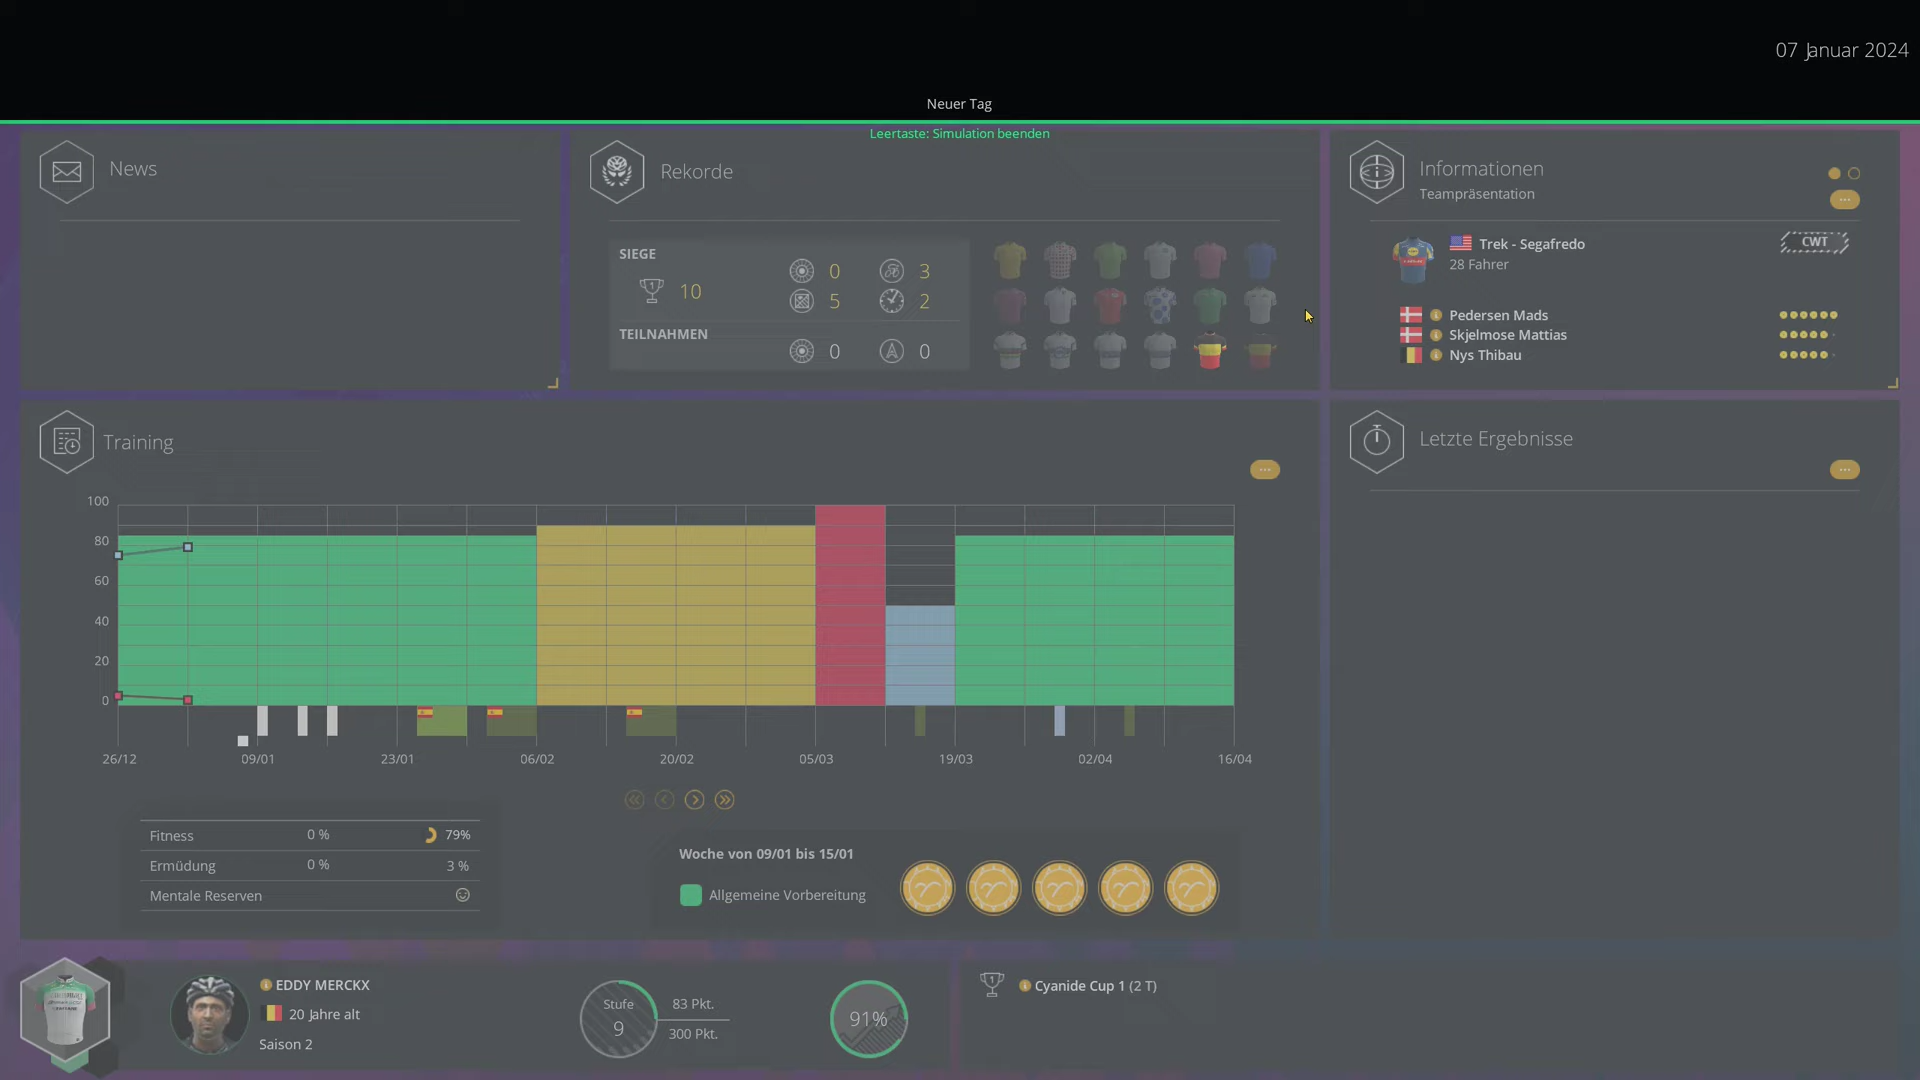 07 Januar 2024
Neuer Tag
Leertaste: Simulation beenden
News
Rekorde
SIEGE
10
0
3
5
2
TEILNAHMEN
0
0
Informationen
Teampräsentation
Trek - Segafredo
CWT
28 Fahrer
Pedersen Mads
Skjelmose Mattias
Nys Thibau
Training
100
80
60
40
20
0
26/12
09/01
23/01
06/02
20/02
05/03
19/03
02/04
16/04
Fitness 0 % 79%
Ermüdung 0 % 3 %
Mentale Reserven
Woche von 09/01 bis 15/01
Allgemeine Vorbereitung
Letzte Ergebnisse
EDDY MERCKX
20 Jahre alt
Saison 2
Stufe
9
83 Pkt.
300 Pkt.
91%
Cyanide Cup 1 (2 T)